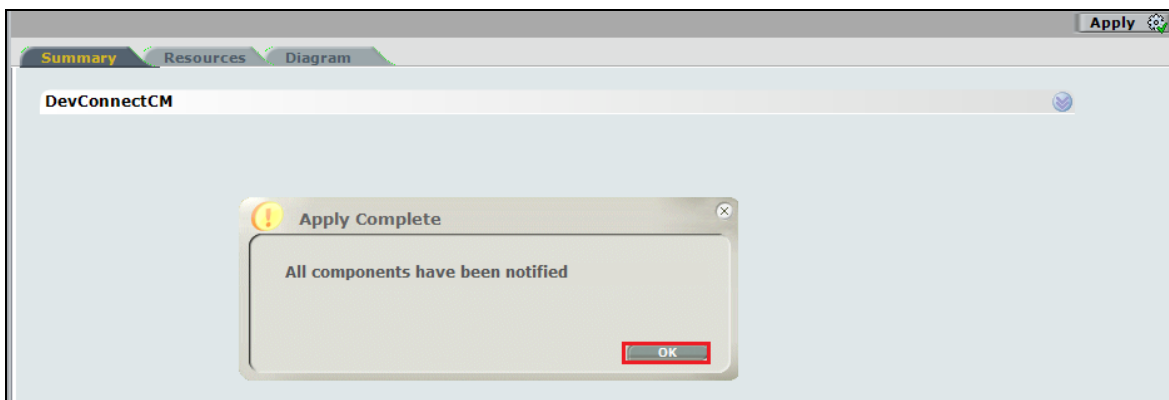 Apply
Summary Resources Diagram
DevConnectCM
Apply Complete
All components have been notified
OK